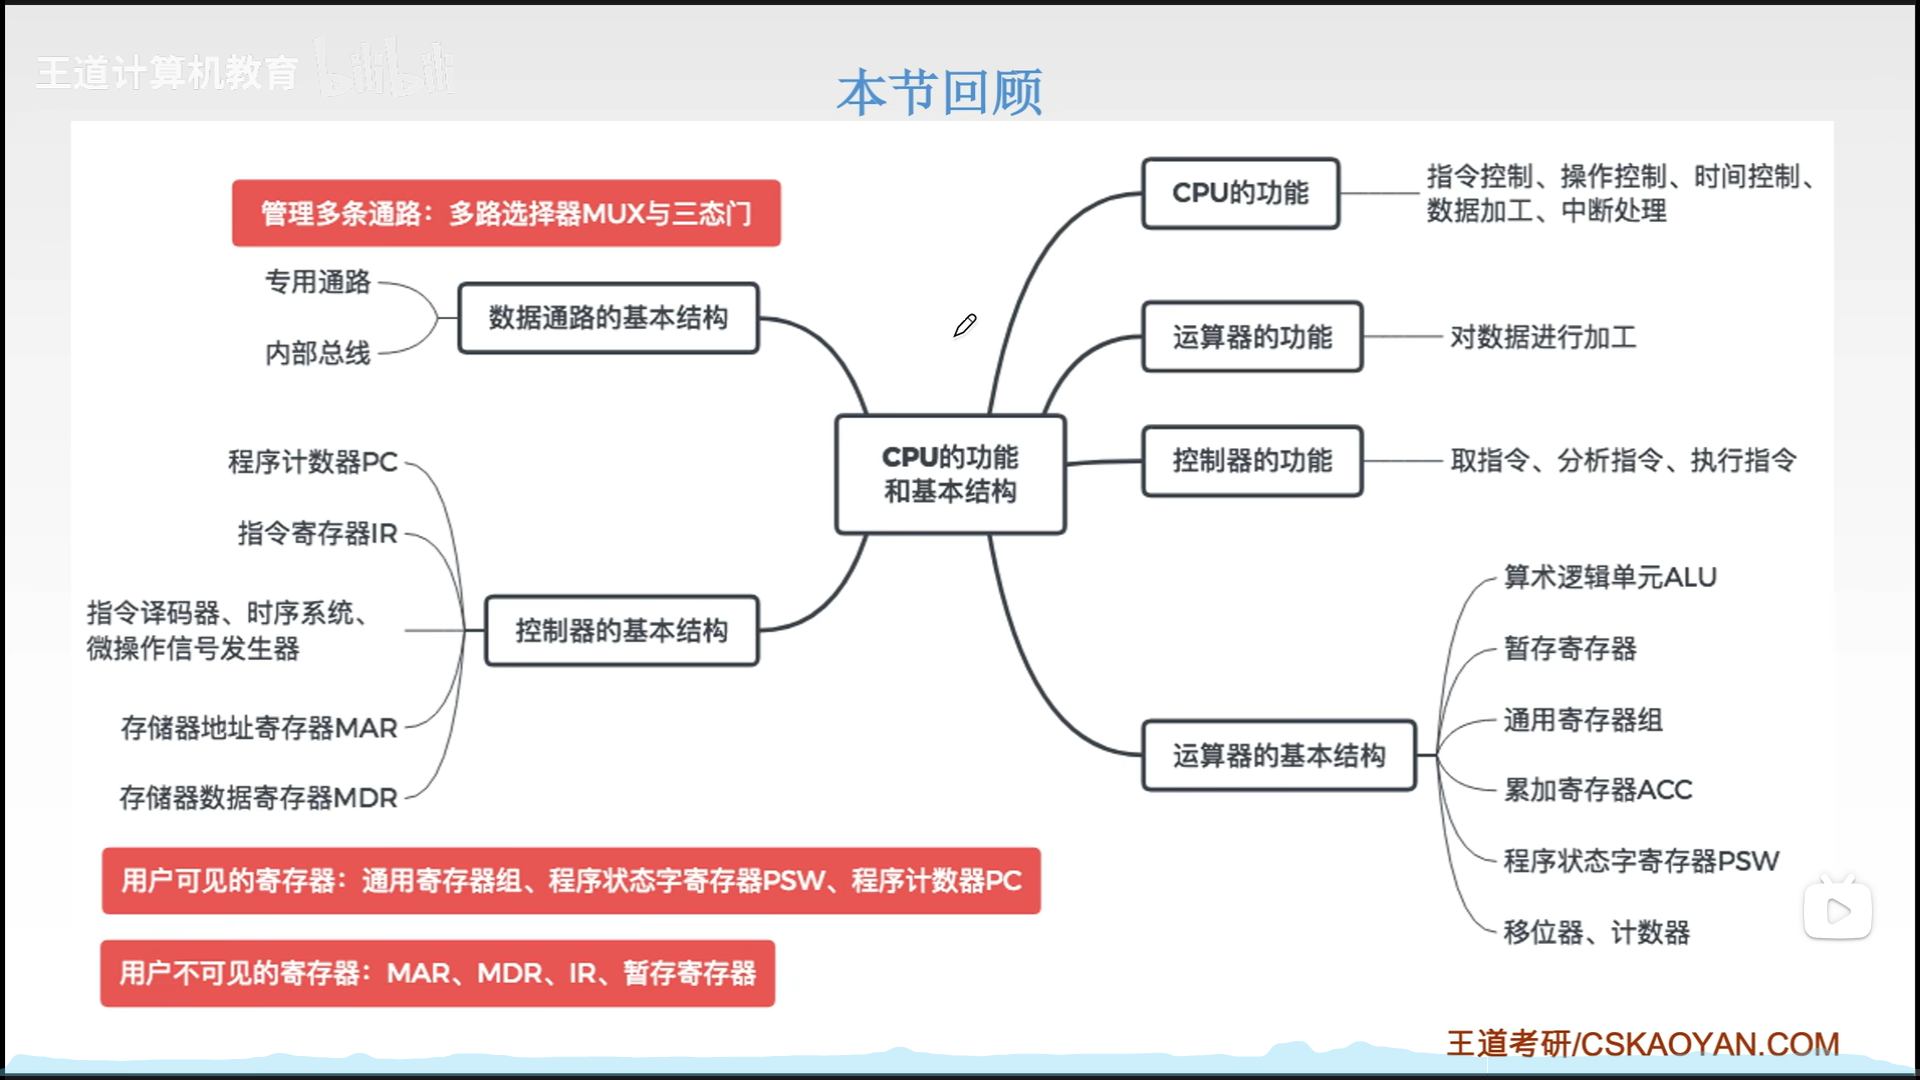 王道计算机教育 bilibili
本节回顾
管理多条通路：多路选择器MUX与三态门
专用通路
内部总线
数据通路的基本结构
程序计数器PC
指令寄存器IR
指令译码器、时序系统、
微操作信号发生器
存储器地址寄存器MAR
存储器数据寄存器MDR
控制器的基本结构
CPU的功能
和基本结构
CPU的功能
指令控制、操作控制、时间控制、
数据加工、中断处理
运算器的功能
对数据进行加工
控制器的功能
取指令、分析指令、执行指令
运算器的基本结构
算术逻辑单元ALU
暂存寄存器
通用寄存器组
累加寄存器ACC
程序状态字寄存器PSW
移位器、计数器
用户可见的寄存器：通用寄存器组、程序状态字寄存器PSW、程序计数器PC
用户不可见的寄存器：MAR、MDR、IR、暂存寄存器
王道考研/CSKAOYAN.COM